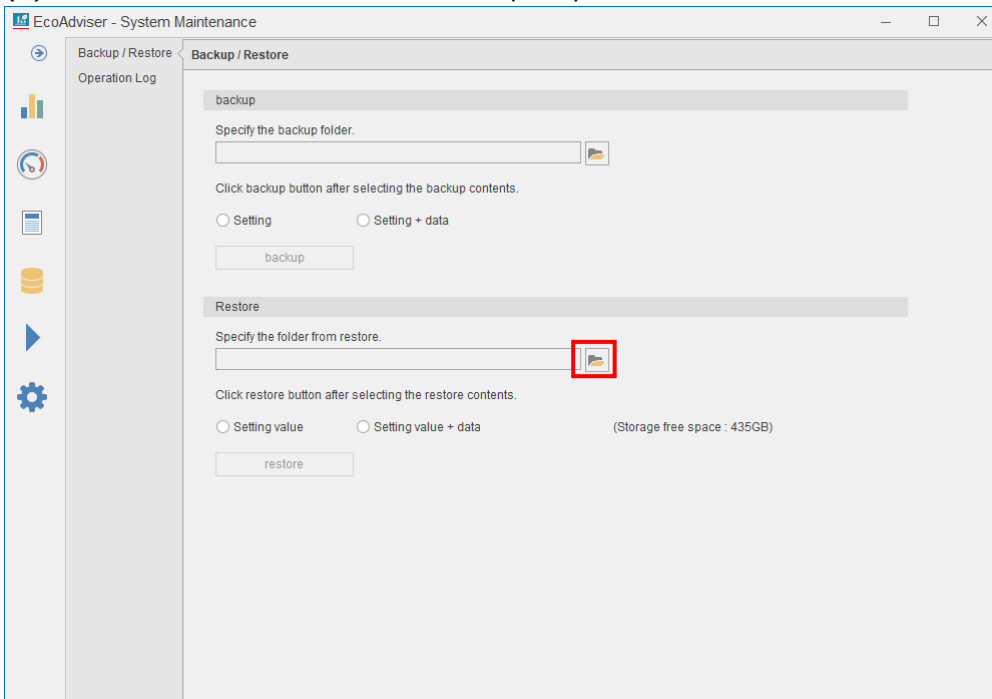 EcoAdviser - System Maintenance
Backup / Restore
Operation Log
Backup / Restore
backup
Specify the backup folder.
Click backup button after selecting the backup contents.
Setting
Setting + data
backup
Restore
Specify the folder from restore.
Click restore button after selecting the restore contents.
Setting value
Setting value + data
(Storage free space : 435GB)
restore